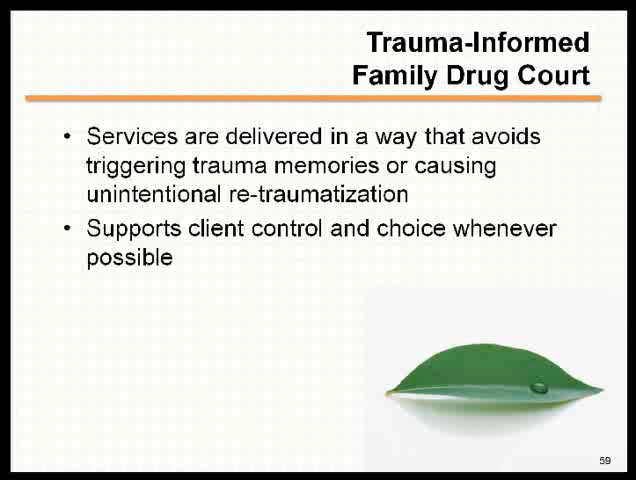 Trauma-Informed
Family Drug Court
• Services are delivered in a way that avoids
triggering trauma memories or causing
unintentional re-traumatization
• Supports client control and choice whenever
possible
59